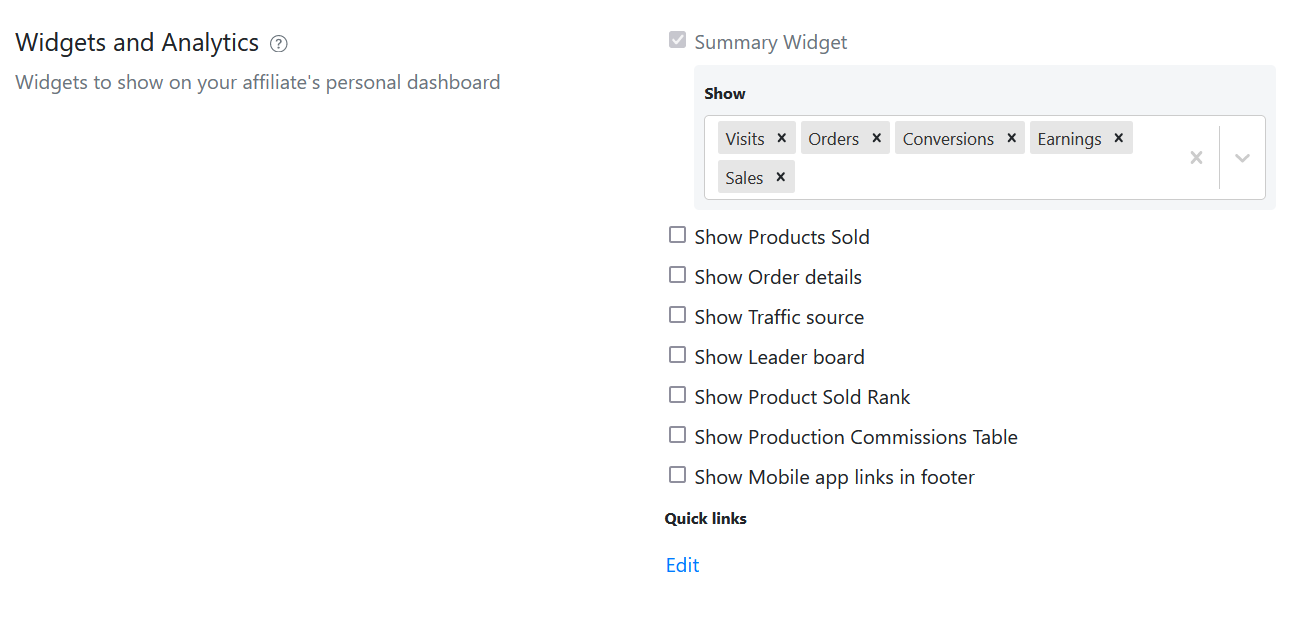 Widgets and Analytics ?
Widgets to show on your affiliate's personal dashboard
Summary Widget
Show
Visits × Orders × Conversions × Earnings ×
Sales ×
Show Products Sold
Show Order details
Show Traffic source
Show Leader board
Show Product Sold Rank
Show Production Commissions Table
Show Mobile app links in footer
Quick links
Edit